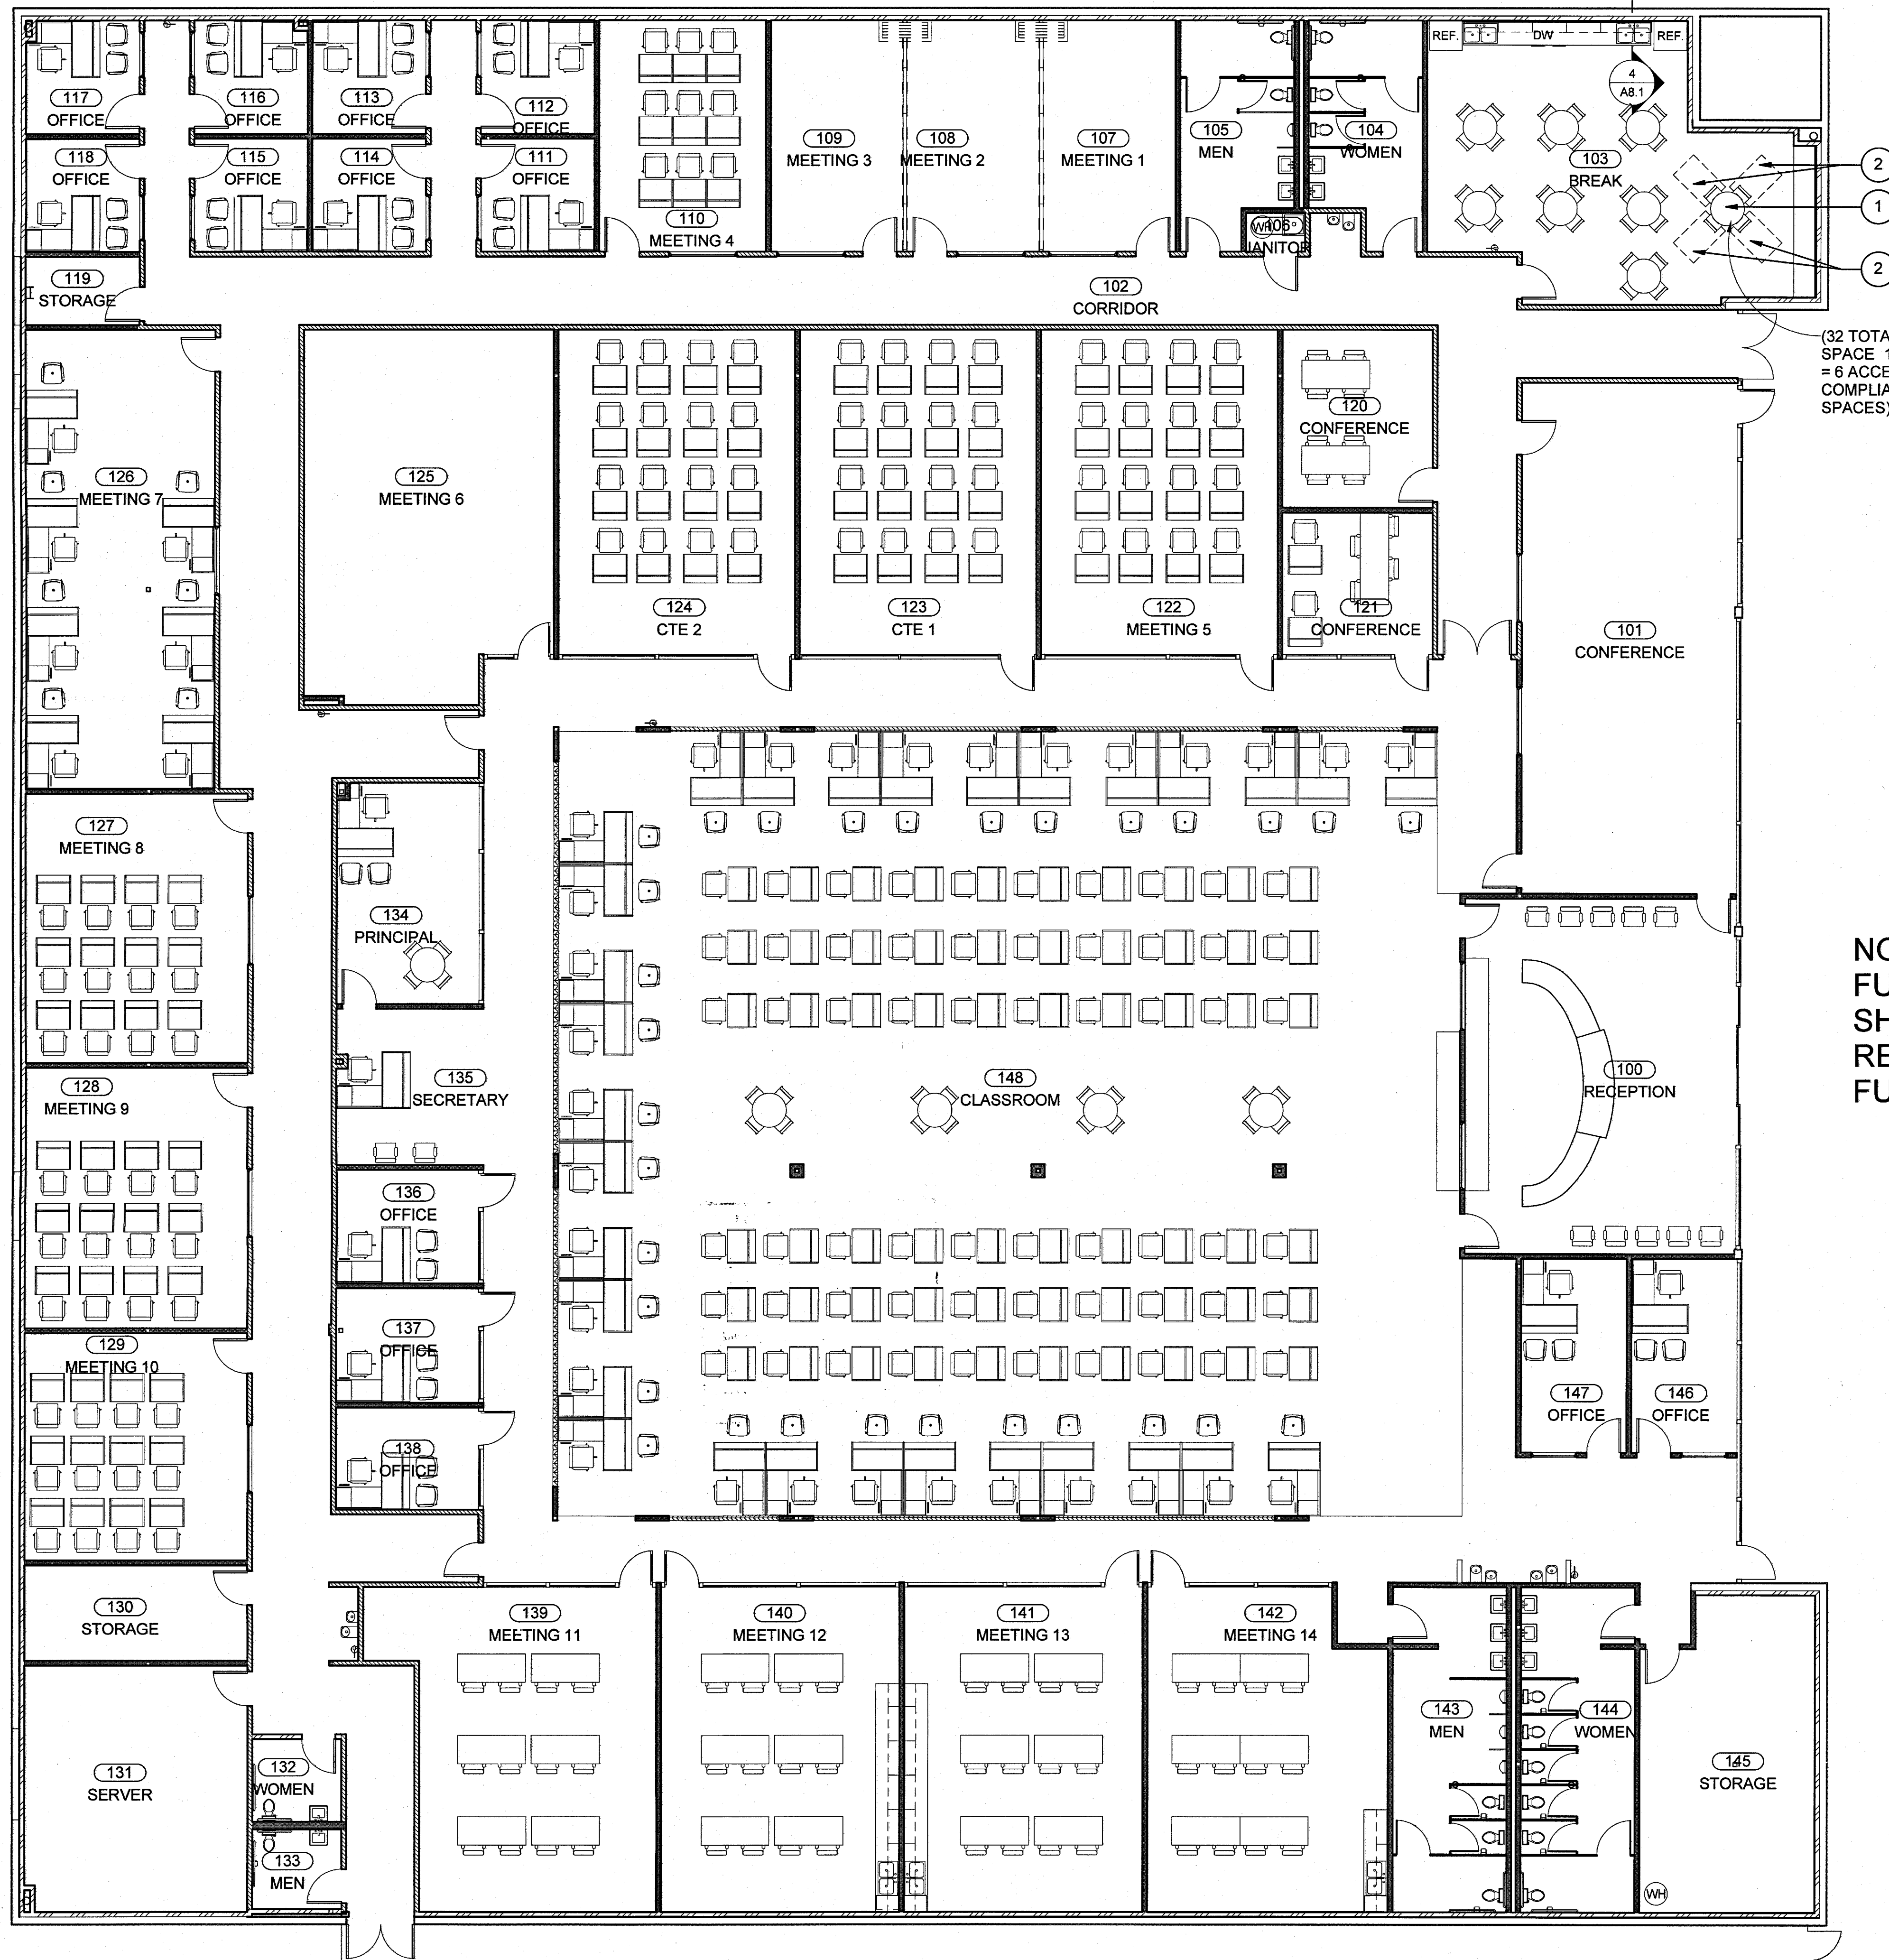 REF.
DW
REF.
4
A8.1
117
OFFICE
116
OFFICE
113
OFFICE
112
OFFICE
118
OFFICE
115
OFFICE
114
OFFICE
111
OFFICE
110
MEETING 4
109
MEETING 3
108
MEETING 2
107
MEETING 1
105
MEN
104
WOMEN
103
BREAK
2
1
2
106
JANITOR
119
STORAGE
102
CORRIDOR
(32 TOTA
SPACE 1
= 6 ACCE
COMPLIA
SPACES)
126
MEETING 7
125
MEETING 6
124
CTE 2
123
CTE 1
122
MEETING 5
120
CONFERENCE
121
CONFERENCE
101
CONFERENCE
127
MEETING 8
134
PRINCIPAL
128
MEETING 9
135
SECRETARY
148
CLASSROOM
100
RECEPTION
NO
FU
SH
RE
FU
136
OFFICE
137
OFFICE
138
OFFICE
129
MEETING 10
147
OFFICE
146
OFFICE
130
STORAGE
139
MEETING 11
140
MEETING 12
141
MEETING 13
142
MEETING 14
131
SERVER
132
WOMEN
133
MEN
143
MEN
144
WOMEN
145
STORAGE
WH